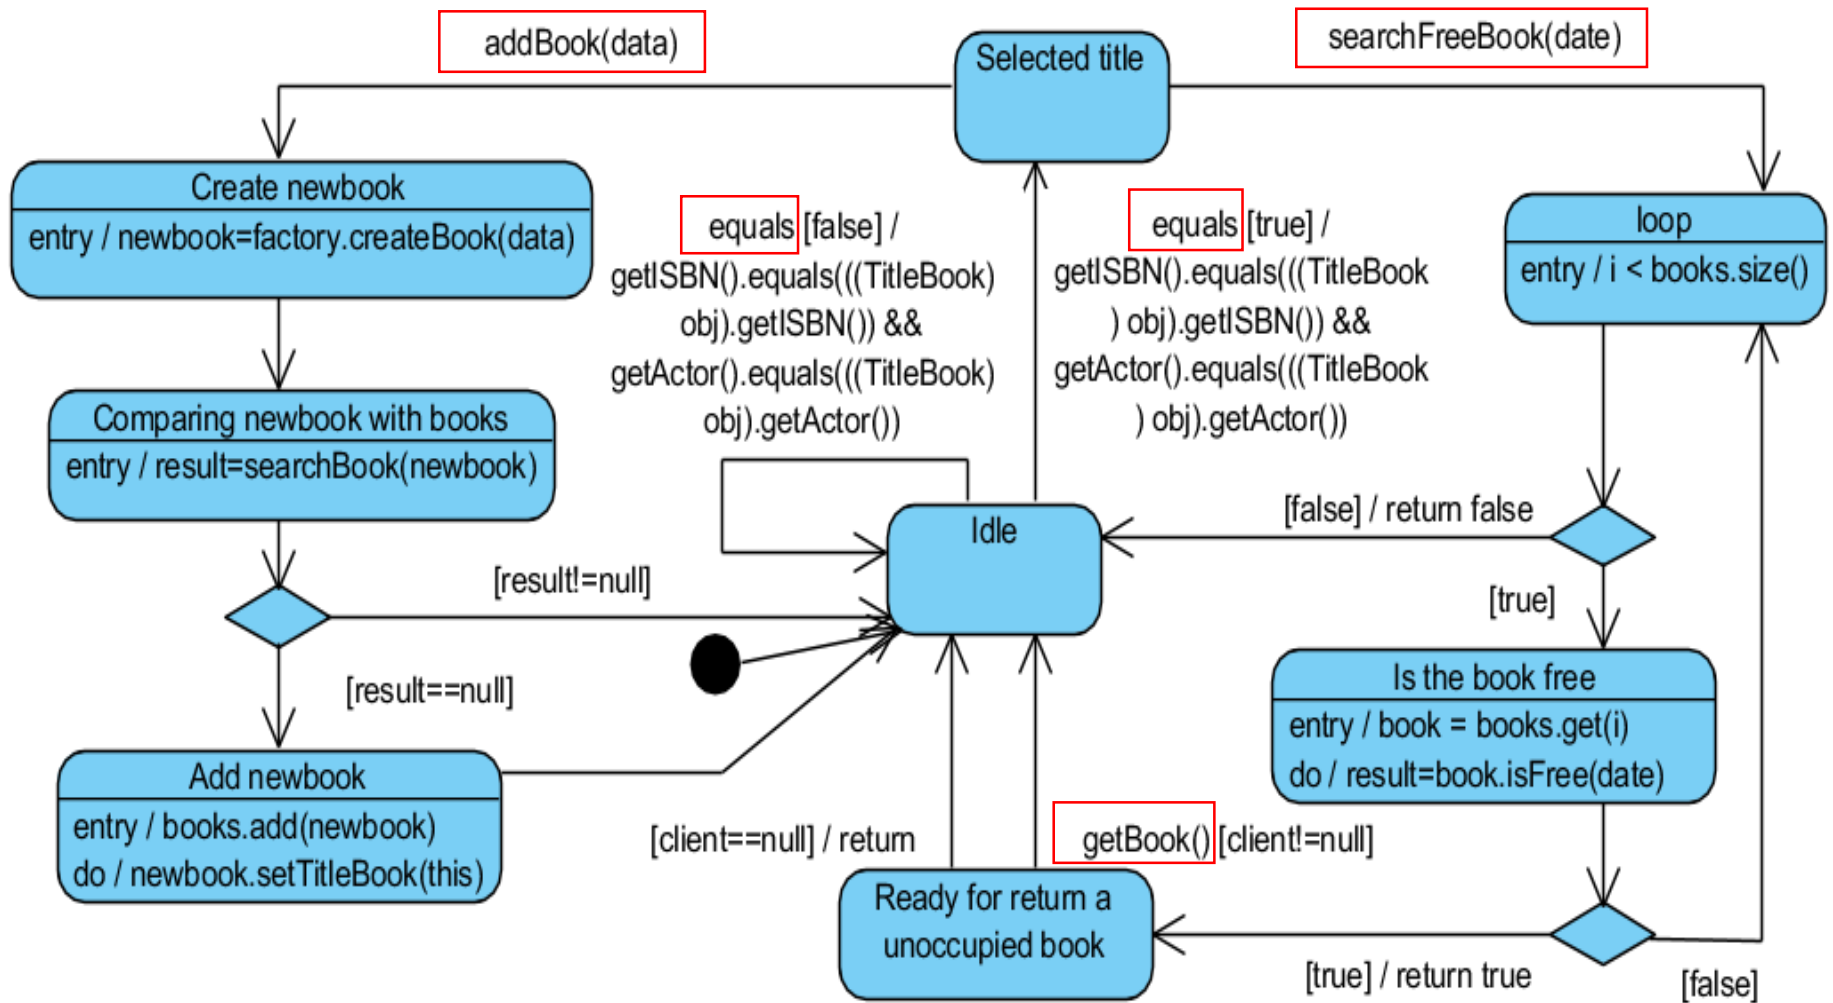 addBook(data)
Selected title
searchFreeBook(date)
Create newbook
entry / newbook=factory.createBook(data)
equals [false] /
getISBN().equals(((TitleBook)
obj).getISBN()) &&
getActor().equals(((TitleBook)
obj).getActor())
equals [true] /
getISBN().equals(((TitleBook
) obj).getISBN()) &&
getActor().equals(((TitleBook
) obj).getActor())
loop
entry / i < books.size()
Comparing newbook with books
entry / result=searchBook(newbook)
Idle
[false] / return false
[result!=null]
[true]
[result==null]
Is the book free
entry / book = books.get(i)
do / result=book.isFree(date)
Add newbook
entry / books.add(newbook)
do / newbook.setTitleBook(this)
[client==null] / return
getBook() [client!=null]
Ready for return a
unoccupied book
[true] / return true
[false]